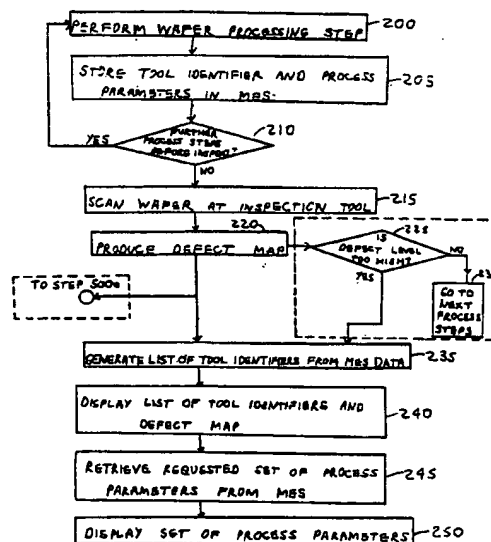 PERFORM WAFER PROCESSING STEP
200
STORE TOOL IDENTIFIER AND PROCESS
PARAMETERS IN MES
205
FURTHER
PROCESS STEPS
BEFORE INSPECT?
210
YES
NO
SCAN WAFER AT INSPECTION TOOL
215
220
PRODUCE DEFECT MAP
IS
DEFECT LEVEL
TOO HIGH?
225
NO
YES
23
GO TO
NEXT
PROCESS
STEPS
TO STEP 500a
GENERATE LIST OF TOOL IDENTIFIERS FROM MES DATA
235
DISPLAY LIST OF TOOL IDENTIFIERS AND
DEFECT MAP
240
RETRIEVE REQUESTED SET OF PROCESS
PARAMETERS FROM MES
245
DISPLAY SET OF PROCESS PARAMETERS
250